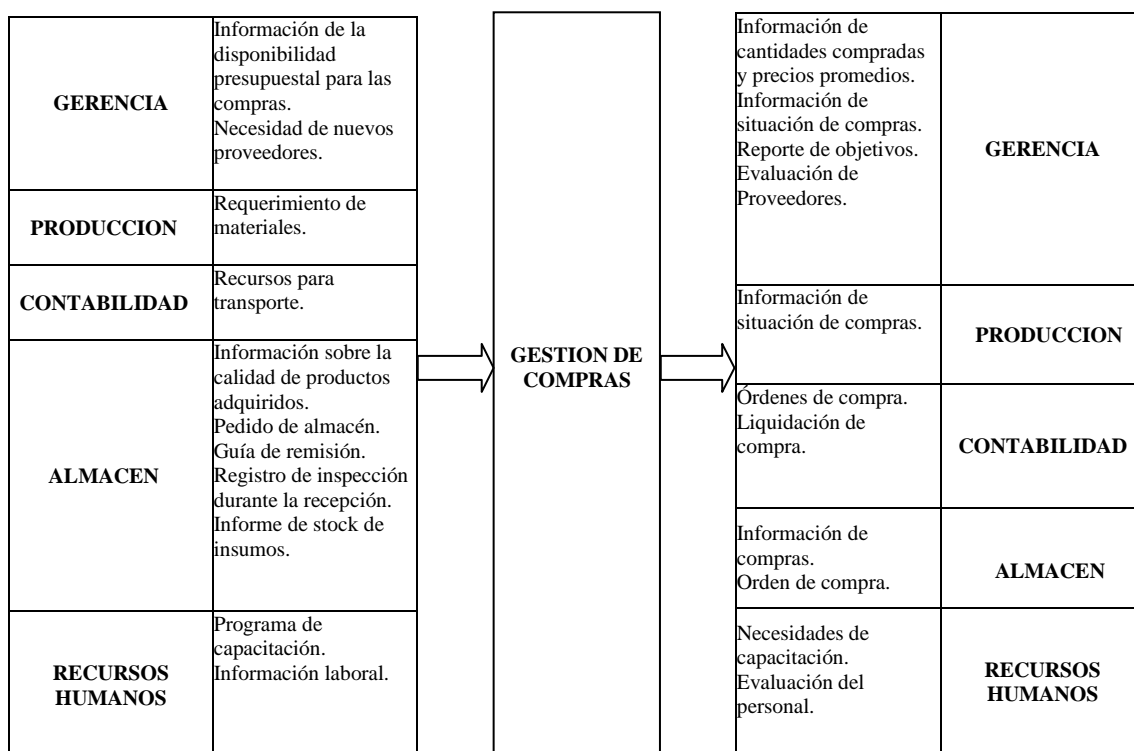 GERENCIA
Información de la
disponibilidad
presupuestal para las
compras.
Necesidad de nuevos
proveedores.
PRODUCCION
Requerimiento de
materiales.
CONTABILIDAD
Recursos para
transporte.
ALMACEN
Información sobre la
calidad de productos
adquiridos.
Pedido de almacén.
Guía de remisión.
Registro de inspección
durante la recepción.
Informe de stock de
insumos.
RECURSOS
HUMANOS
Programa de
capacitación.
Información laboral.
GESTION DE
COMPRAS
Información de
cantidades compradas
y precios promedios.
Información de
situación de compras.
Reporte de objetivos.
Evaluación de
Proveedores.
GERENCIA
Información de
situación de compras.
PRODUCCION
Órdenes de compra.
Liquidación de
compra.
CONTABILIDAD
Información de
compras.
Orden de compra.
ALMACEN
Necesidades de
capacitación.
Evaluación del
personal.
RECURSOS
HUMANOS